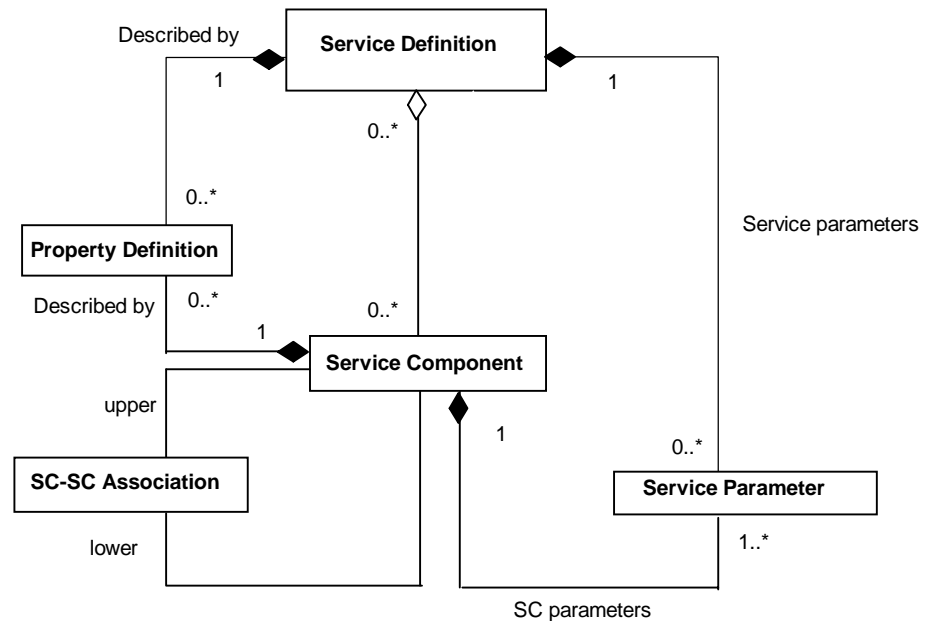 Described by
Service Definition
1
1
0..*
0..*
Service parameters
Property Definition
Described by
0..*
0..*
1
Service Component
upper
1
0..*
SC-SC Association
Service Parameter
lower
1..*
SC parameters